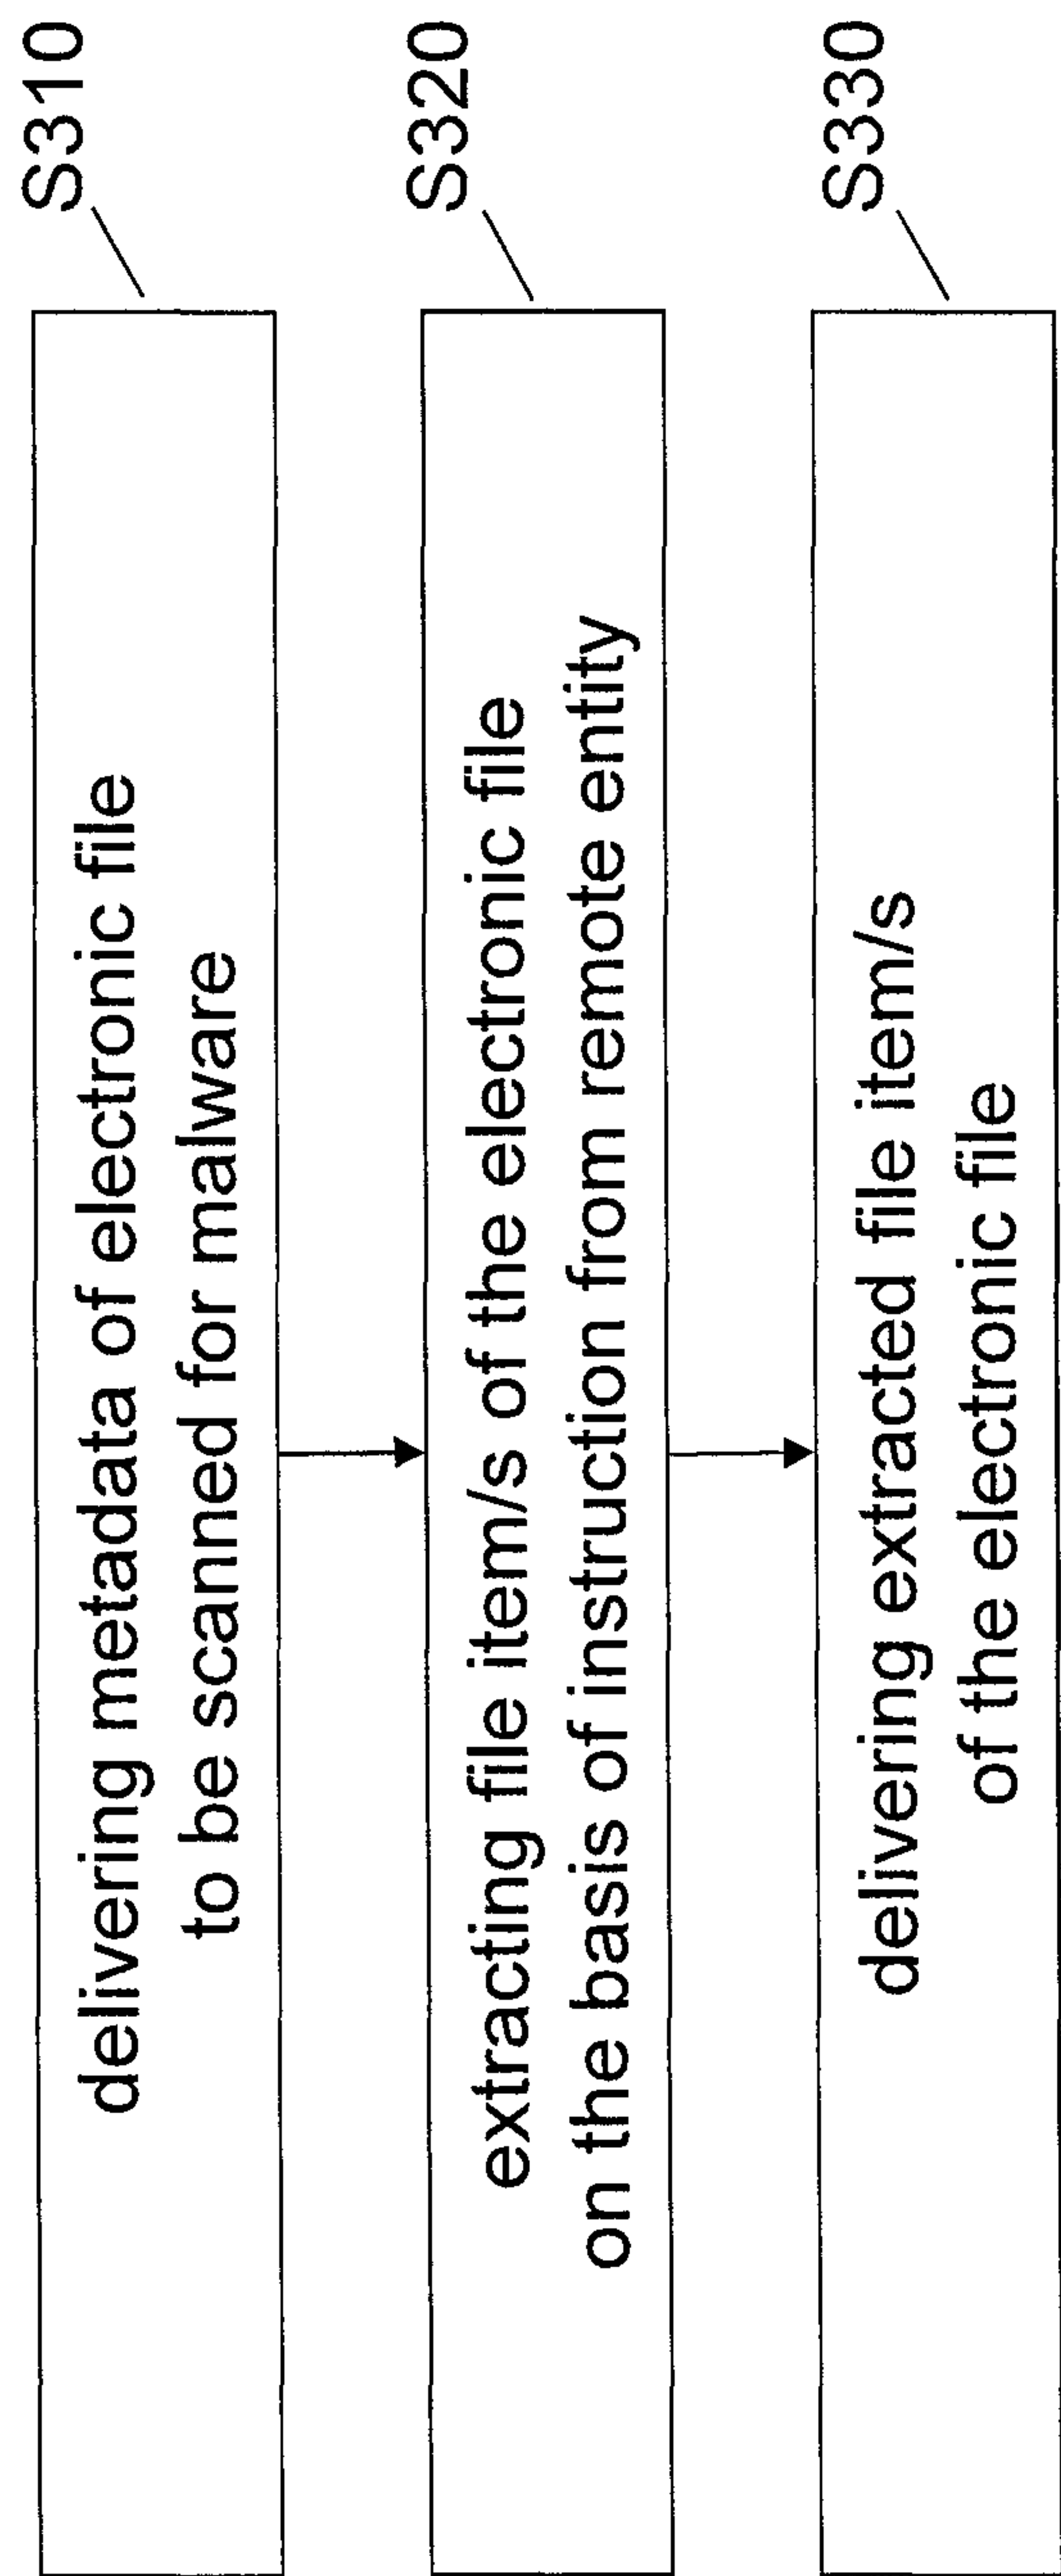 delivering metadata of electronic file
to be scanned for malware
S310
extracting file item/s of the electronic file
on the basis of instruction from remote entity
S320
delivering extracted file item/s
of the electronic file
S330